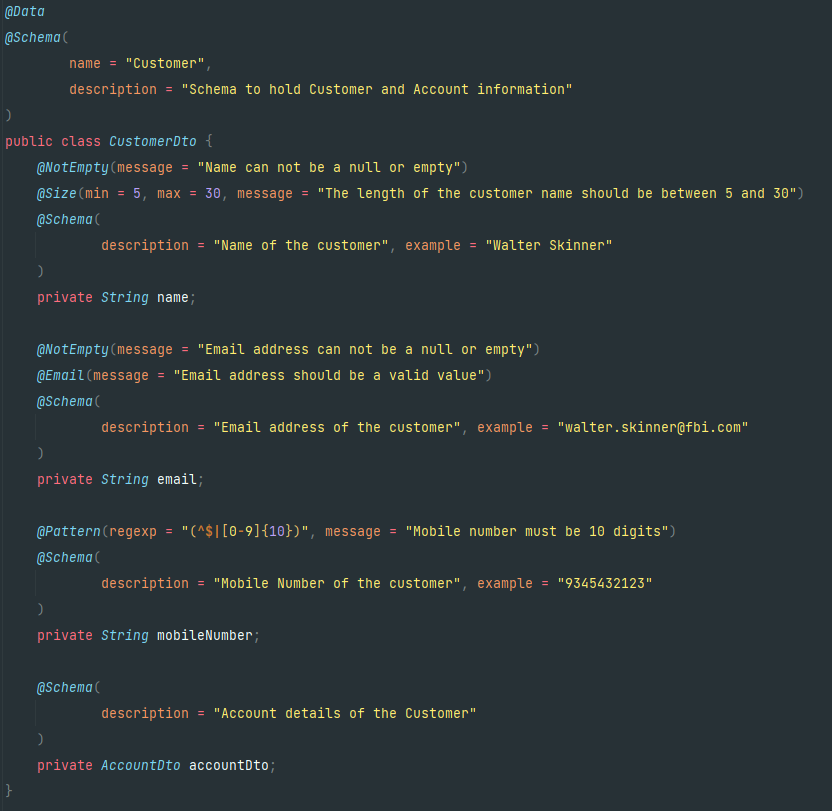 @Data
@Schema(
        name = "Customer",
        description = "Schema to hold Customer and Account information"
)
public class CustomerDto {
    @NotEmpty(message = "Name can not be a null or empty")
    @Size(min = 5, max = 30, message = "The length of the customer name should be between 5 and 30")
    @Schema(
            description = "Name of the customer", example = "Walter Skinner"
    )
    private String name;

    @NotEmpty(message = "Email address can not be a null or empty")
    @Email(message = "Email address should be a valid value")
    @Schema(
            description = "Email address of the customer", example = "walter.skinner@fbi.com"
    )
    private String email;

    @Pattern(regexp = "(^$|[0-9]{10})", message = "Mobile number must be 10 digits")
    @Schema(
            description = "Mobile Number of the customer", example = "9345432123"
    )
    private String mobileNumber;

    @Schema(
            description = "Account details of the Customer"
    )
    private AccountDto accountDto;
}